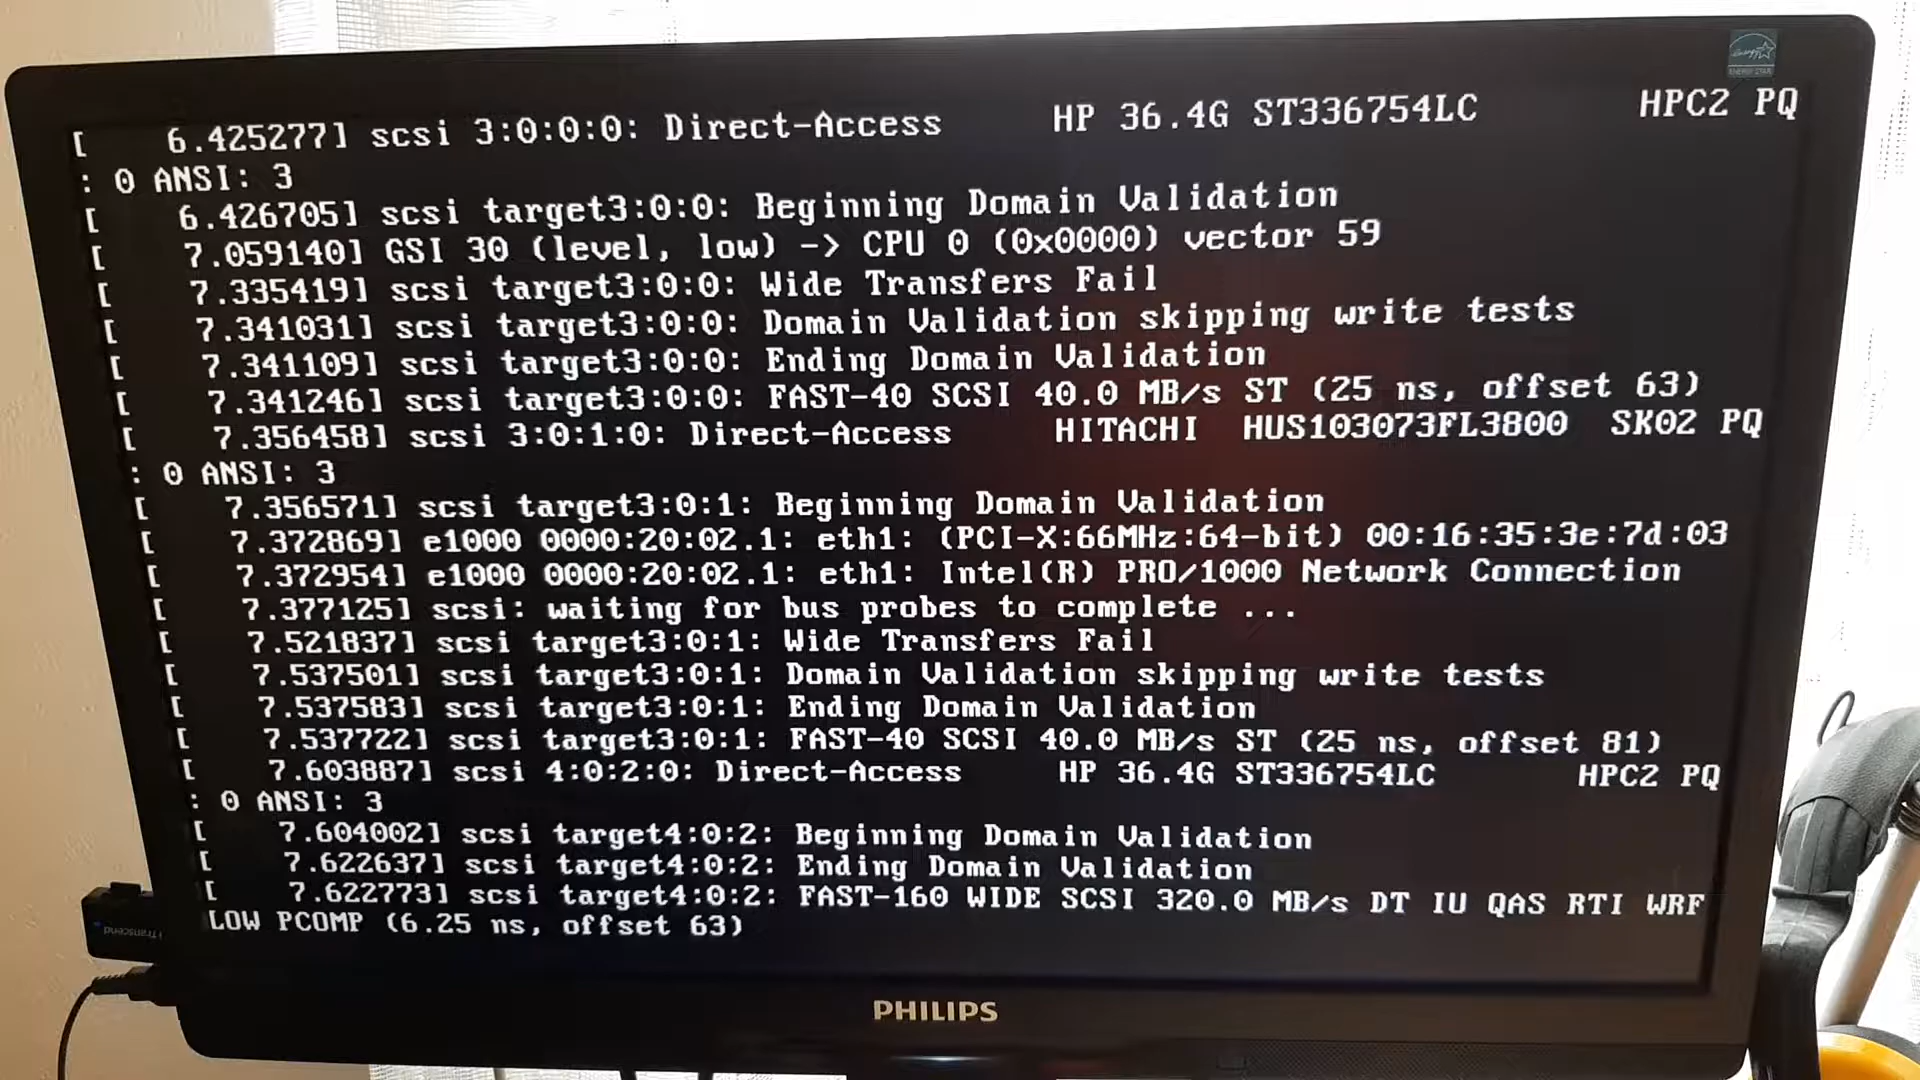 energy
ENERGY STAR
[    6.425277] scsi 3:0:0:0: Direct-Access     HP 36.4G ST336754LC       HPC2 PQ
: 0 ANSI: 3
[    6.426705] scsi target3:0:0: Beginning Domain Validation
[    7.059140] GSI 30 (level, low) -> CPU 0 (0x0000) vector 59
[    7.335419] scsi target3:0:0: Wide Transfers Fail
[    7.341031] scsi target3:0:0: Domain Validation skipping write tests
[    7.341109] scsi target3:0:0: Ending Domain Validation
[    7.341246] scsi target3:0:0: FAST-40 SCSI 40.0 MB/s ST (25 ns, offset 63)
[    7.356458] scsi 3:0:1:0: Direct-Access     HITACHI  HUS103073FL3800  SK02 PQ
: 0 ANSI: 3
[    7.356571] scsi target3:0:1: Beginning Domain Validation
[    7.372869] e1000 0000:20:02.1: eth1: (PCI-X:66MHz:64-bit) 00:16:35:3e:7d:03
[    7.372954] e1000 0000:20:02.1: eth1: Intel(R) PRO/1000 Network Connection
[    7.377125] scsi: waiting for bus probes to complete ...
[    7.521837] scsi target3:0:1: Wide Transfers Fail
[    7.537501] scsi target3:0:1: Domain Validation skipping write tests
[    7.537583] scsi target3:0:1: Ending Domain Validation
[    7.537722] scsi target3:0:1: FAST-40 SCSI 40.0 MB/s ST (25 ns, offset 81)
[    7.603887] scsi 4:0:2:0: Direct-Access     HP 36.4G ST336754LC       HPC2 PQ
: 0 ANSI: 3
[    7.604002] scsi target4:0:2: Beginning Domain Validation
[    7.622637] scsi target4:0:2: Ending Domain Validation
[    7.622773] scsi target4:0:2: FAST-160 WIDE SCSI 320.0 MB/s DT IU QAS RTI WRF
LOW PCOMP (6.25 ns, offset 63)
Transcend
PHILIPS